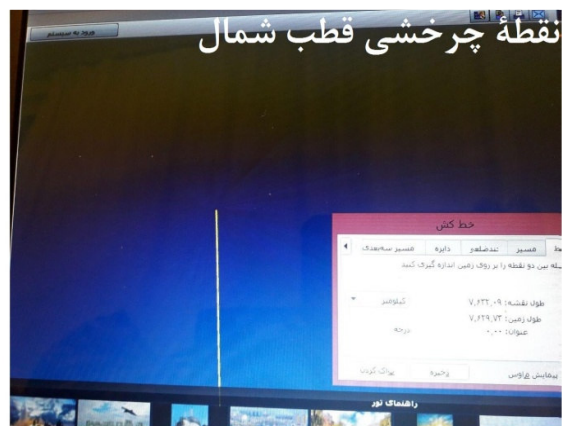 نقطهٔ چرخشی قطب شمال
ورود به سیستم
خط کش
مسیر
چندضلعی
دایره
مسیر سه‌بعدی
فاصله بین دو نقطه را بر روی زمین اندازه گیری کنید
طول نقشه: ۷,۶۳۲,۰۹ کیلومتر
طول زمین: ۷,۶۲۹,۷۳
عنوان: ۰,۰۰ درجه
پیمایش ماوس
ذخیره
پاک کردن
راهنمای تور